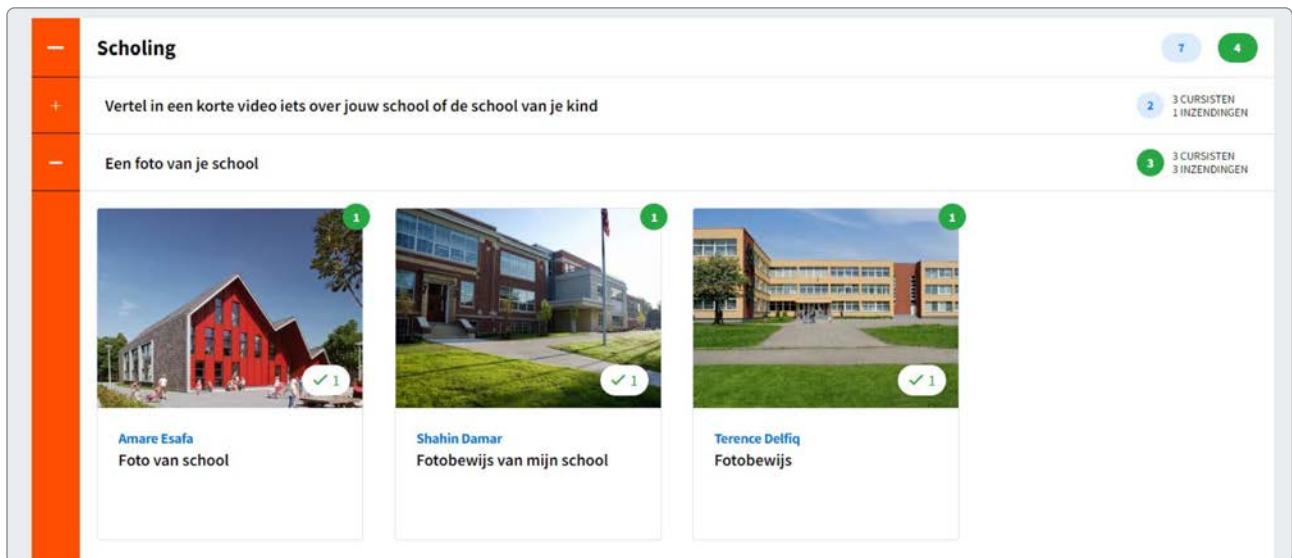 Scholing
7
4
Vertel in een korte video iets over jouw school of de school van je kind
2
3 CURSISTEN
1 INZENDINGEN
Een foto van je school
3
3 CURSISTEN
3 INZENDINGEN
1
1
1
1
1
1
Amare Esafa
Foto van school
Shahin Damar
Fotobewijs van mijn school
Terence Delfiq
Fotobewijs